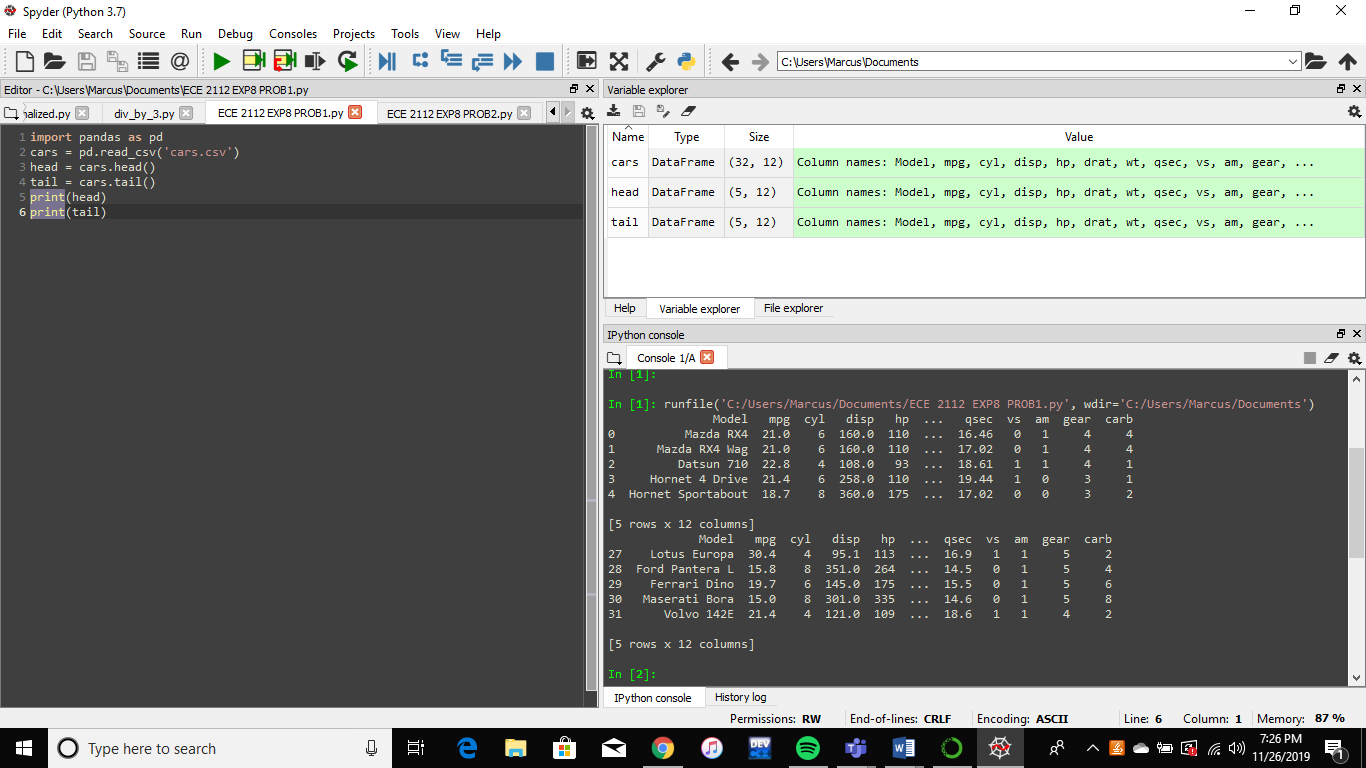 Spyder (Python 3.7)
File Edit Search Source Run Debug Consoles Projects Tools View Help
C:\Users\Marcus\Documents
Editor - C:\Users\Marcus\Documents\ECE 2112 EXP8 PROB1.py
nalized.py div_by_3.py ECE 2112 EXP8 PROB1.py ECE 2112 EXP8 PROB2.py
1 import pandas as pd
2 cars = pd.read_csv('cars.csv')
3 head = cars.head()
4 tail = cars.tail()
5 print(head)
6 print(tail)
Variable explorer
Name Type Size Value
cars DataFrame (32, 12) Column names: Model, mpg, cyl, disp, hp, drat, wt, qsec, vs, am, gear, ...
head DataFrame (5, 12) Column names: Model, mpg, cyl, disp, hp, drat, wt, qsec, vs, am, gear, ...
tail DataFrame (5, 12) Column names: Model, mpg, cyl, disp, hp, drat, wt, qsec, vs, am, gear, ...
Help Variable explorer File explorer
IPython console
Console 1/A
In [1]:
In [1]: runfile('C:/Users/Marcus/Documents/ECE 2112 EXP8 PROB1.py', wdir='C:/Users/Marcus/Documents')
Model mpg cyl disp hp ... qsec vs am gear carb
0 Mazda RX4 21.0 6 160.0 110 ... 16.46 0 1 4 4
1 Mazda RX4 Wag 21.0 6 160.0 110 ... 17.02 0 1 4 4
2 Datsun 710 22.8 4 108.0 93 ... 18.61 1 1 4 1
3 Hornet 4 Drive 21.4 6 258.0 110 ... 19.44 1 0 3 1
4 Hornet Sportabout 18.7 8 360.0 175 ... 17.02 0 0 3 2
[5 rows x 12 columns]
Model mpg cyl disp hp ... qsec vs am gear carb
27 Lotus Europa 30.4 4 95.1 113 ... 16.9 1 1 5 2
28 Ford Pantera L 15.8 8 351.0 264 ... 14.5 0 1 5 4
29 Ferrari Dino 19.7 6 145.0 175 ... 15.5 0 1 5 6
30 Maserati Bora 15.0 8 301.0 335 ... 14.6 0 1 5 8
31 Volvo 142E 21.4 4 121.0 109 ... 18.6 1 1 4 2
[5 rows x 12 columns]
In [2]:
IPython console History log
Permissions: RW End-of-lines: CRLF Encoding: ASCII Line: 6 Column: 1 Memory: 87 %
Type here to search
DEV
7:26 PM
11/26/2019
1